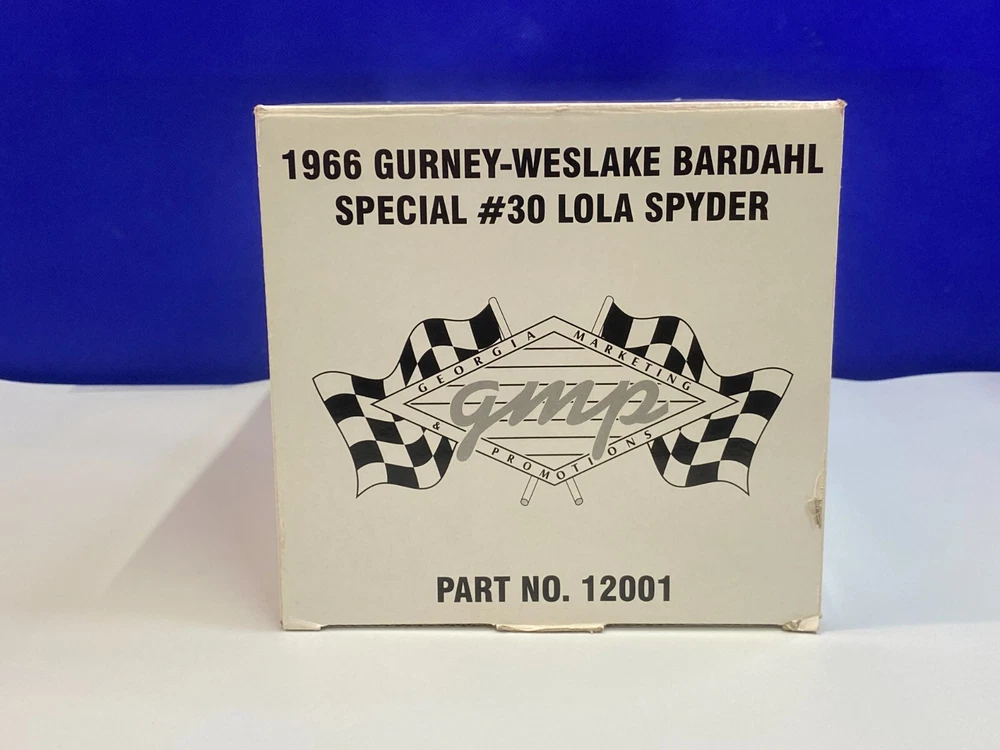 1966 GURNEY-WESLAKE BARDAHL
SPECIAL #30 LOLA SPYDER
GEORGIA MARKETING
gmp
& PROMOTIONS
PART NO. 12001